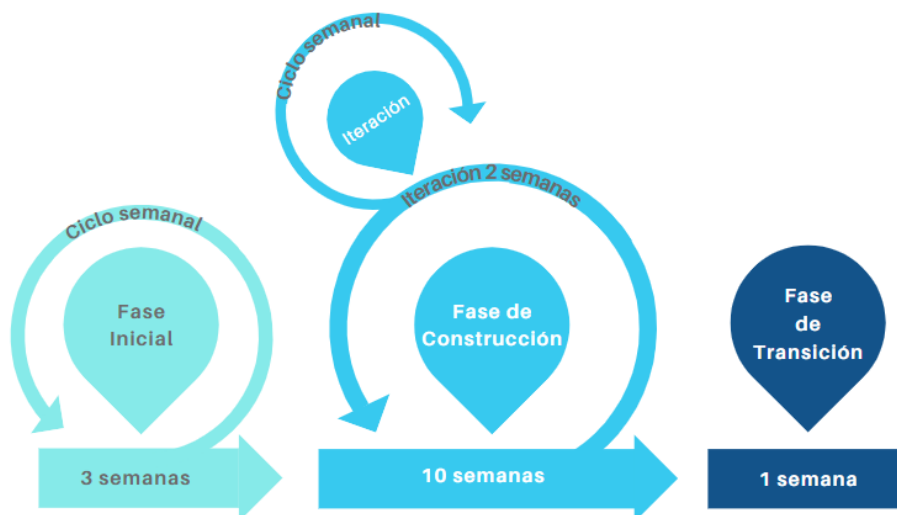 Ciclo semanal
Iteración
Iteración 2 semanas
Ciclo semanal
Fase
Inicial
Fase de
Construcción
Fase
de
Transición
3 semanas
10 semanas
1 semana